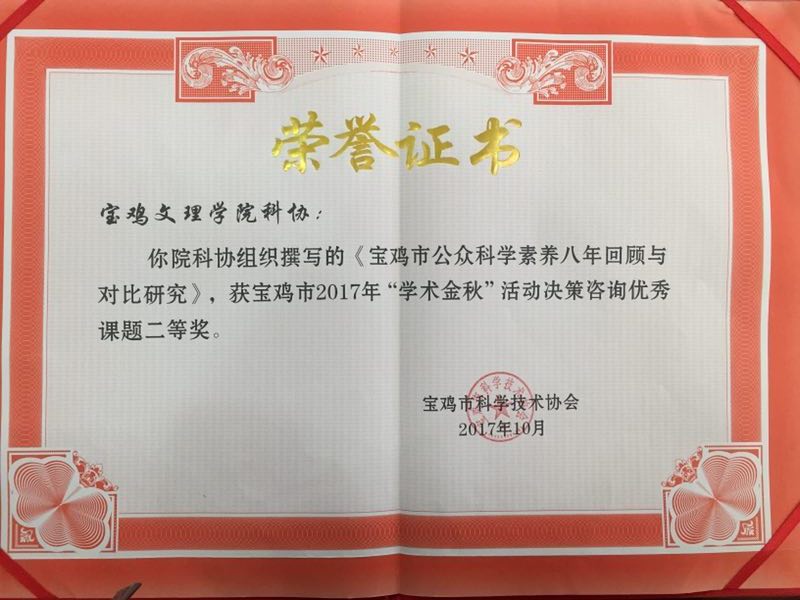 荣誉证书
宝鸡文理学院科协：
你院科协组织撰写的《宝鸡市公众科学素养八年回顾与
对比研究》，获宝鸡市2017年“学术金秋”活动决策咨询优秀
课题二等奖。
宝鸡市科学技术协会
2017年10月